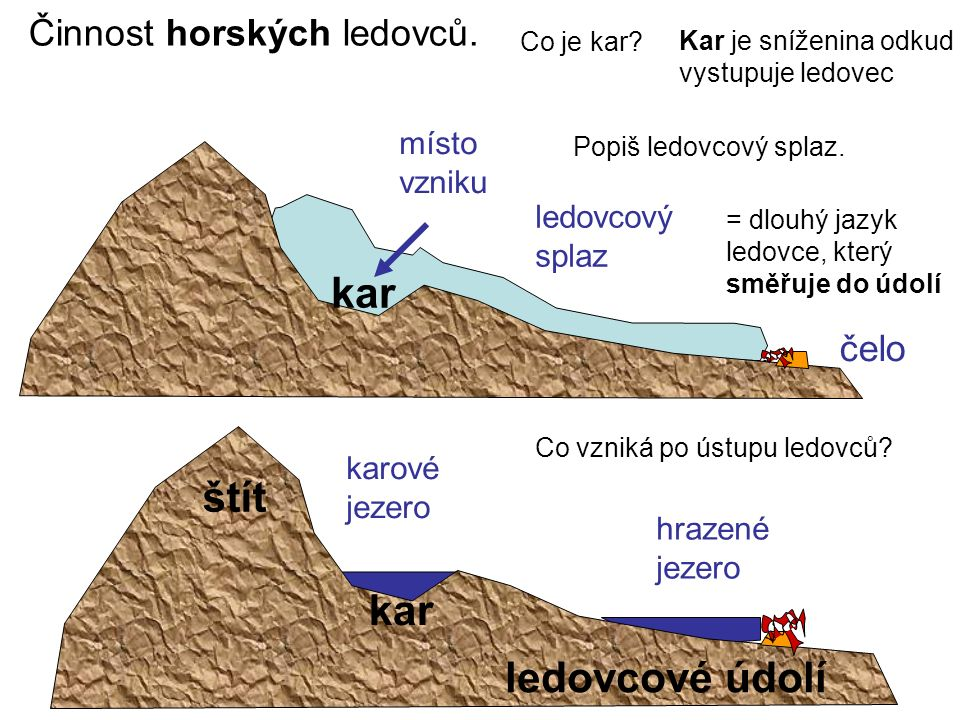 Činnost horských ledovců.
Co je kar?
Kar je sníženina odkud
vystupuje ledovec
místo
vzniku
Popiš ledovcový splaz.
ledovcový
splaz
= dlouhý jazyk
ledovce, který
směřuje do údolí
kar
čelo
Co vzniká po ústupu ledovců?
karové
jezero
štít
hrazené
jezero
kar
ledovcové údolí